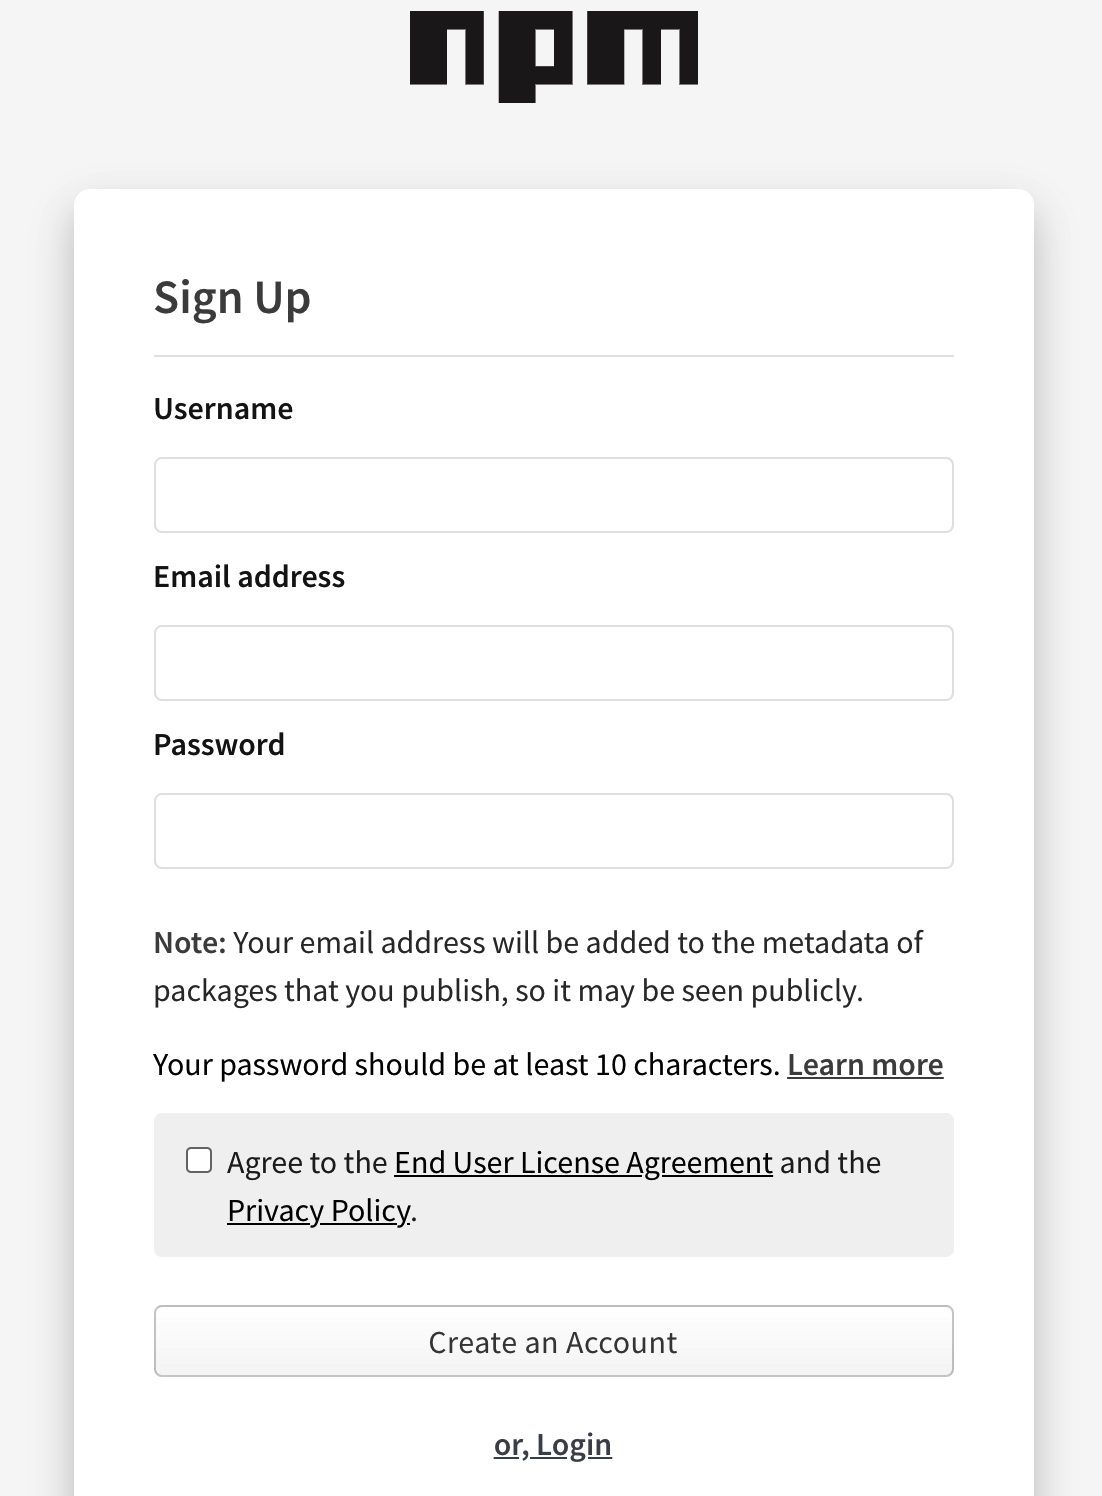 npm
Sign Up
Username
Email address
Password
Note: Your email address will be added to the metadata of
packages that you publish, so it may be seen publicly.
Your password should be at least 10 characters. Learn more
Agree to the End User License Agreement and the
Privacy Policy.
Create an Account
or, Login